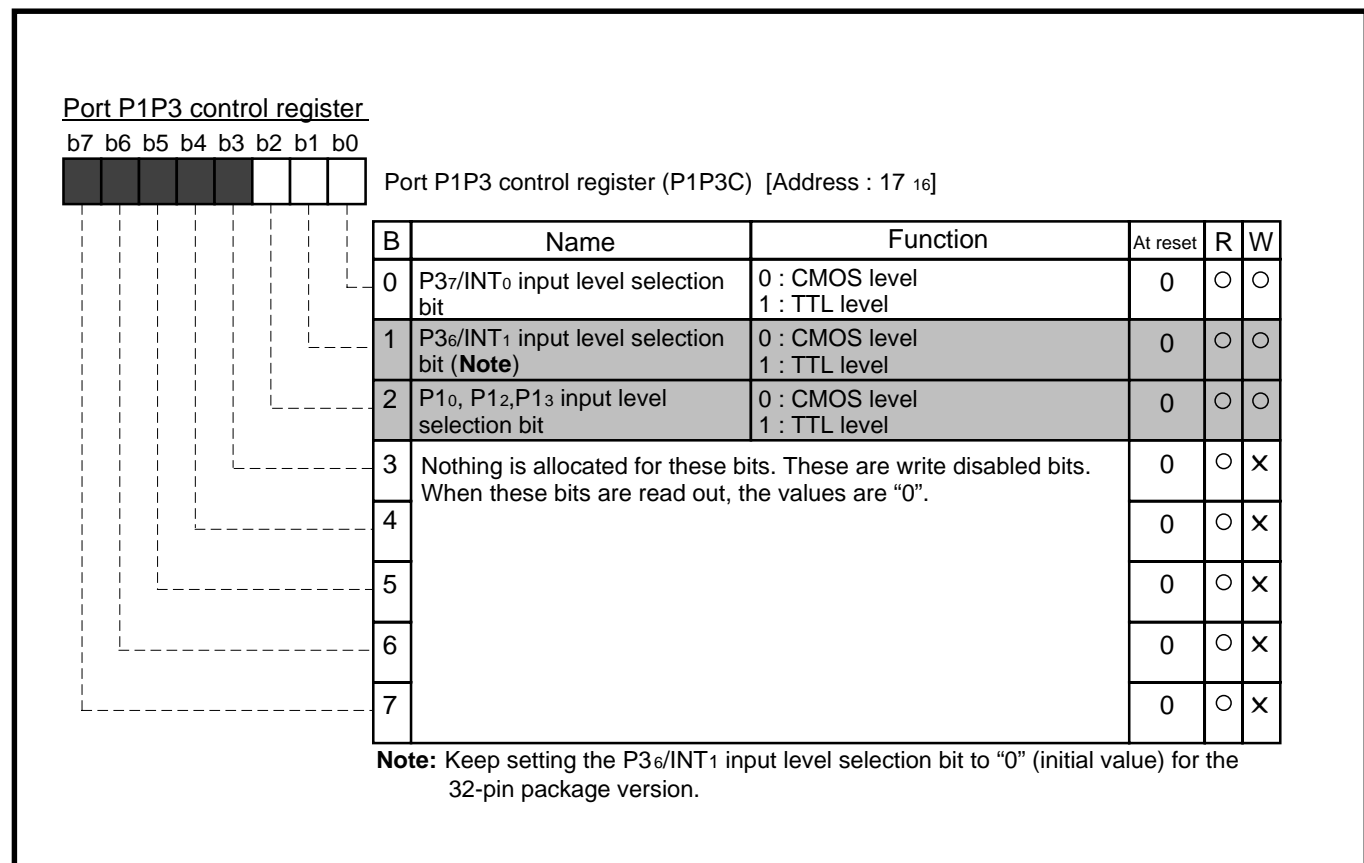 Port P1P3 control register
b7 b6 b5 b4 b3 b2 b1 b0
Port P1P3 control register (P1P3C) [Address : 17 16]
B Name Function At reset R W
0 P37/INT0 input level selection bit 0 : CMOS level 1 : TTL level 0 ○ ○
1 P36/INT1 input level selection bit (Note) 0 : CMOS level 1 : TTL level 0 ○ ○
2 P10, P12,P13 input level selection bit 0 : CMOS level 1 : TTL level 0 ○ ○
3 Nothing is allocated for these bits. These are write disabled bits. When these bits are read out, the values are “0”. 0 ○ ×
4 0 ○ ×
5 0 ○ ×
6 0 ○ ×
7 0 ○ ×
Note: Keep setting the P36/INT1 input level selection bit to “0” (initial value) for the
32-pin package version.